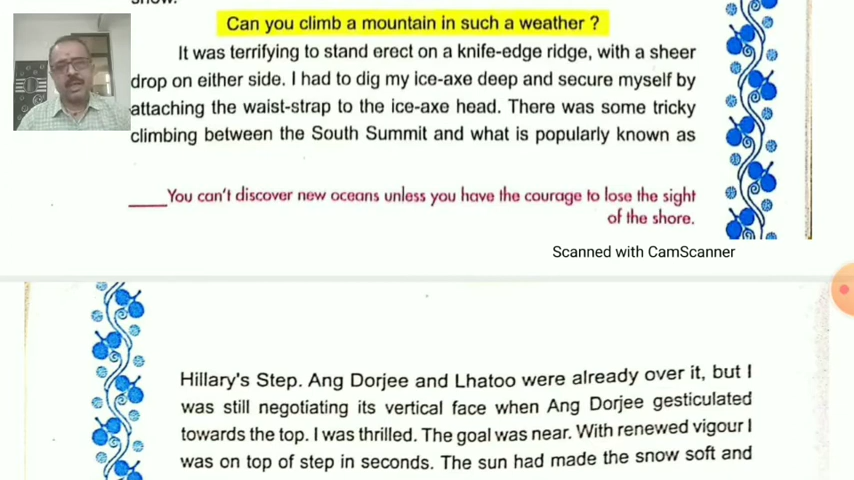 snow.
Can you climb a mountain in such a weather ?
It was terrifying to stand erect on a knife-edge ridge, with a sheer
drop on either side. I had to dig my ice-axe deep and secure myself by
attaching the waist-strap to the ice-axe head. There was some tricky
climbing between the South Summit and what is popularly known as
____You can't discover new oceans unless you have the courage to lose the sight
of the shore.
Scanned with CamScanner
Hillary's Step. Ang Dorjee and Lhatoo were already over it, but I
was still negotiating its vertical face when Ang Dorjee gesticulated
towards the top. I was thrilled. The goal was near. With renewed vigour I
was on top of step in seconds. The sun had made the snow soft and